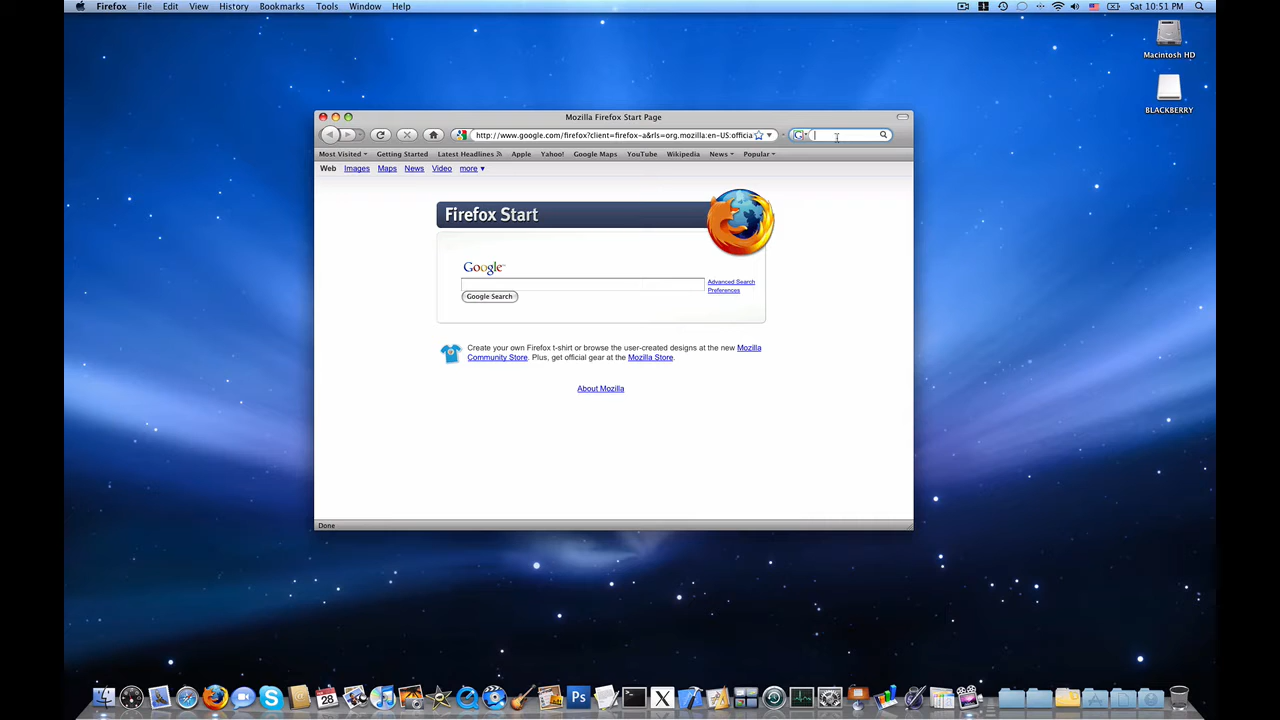 Firefox File Edit View History Bookmarks Tools Window Help Sat 10:51 PM
Macintosh HD
BLACKBERRY
Mozilla Firefox Start Page
http://www.google.com/firefox?client=firefox-a&rls=org.mozilla:en-US:officia
Most Visited Getting Started Latest Headlines Apple Yahoo! Google Maps YouTube Wikipedia News Popular
Web Images Maps News Video more
Firefox Start
Google™
Advanced Search
Preferences
Google Search
Create your own Firefox t-shirt or browse the user-created designs at the new Mozilla
Community Store. Plus, get official gear at the Mozilla Store.
About Mozilla
Done
28
Ps
X